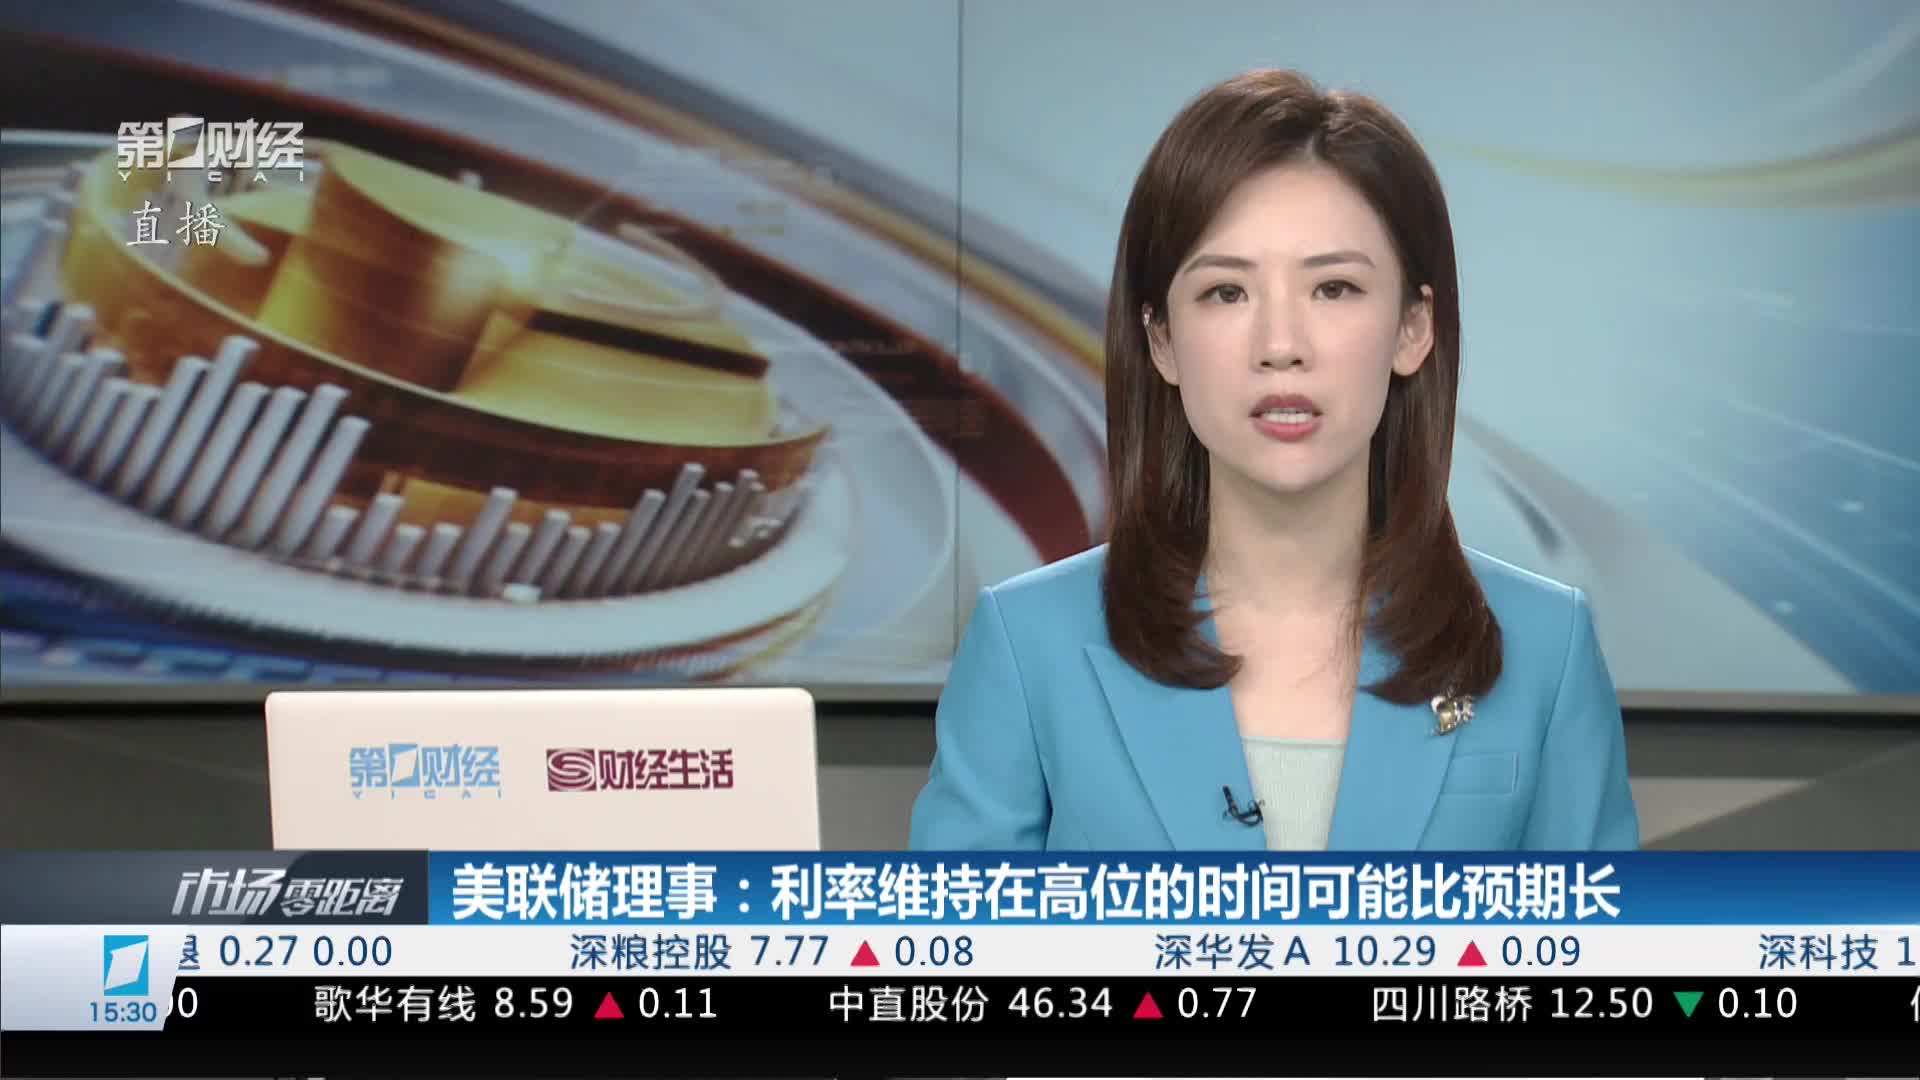 第一财经
YICAI
直播
第一财经
YICAI
财经生活
市场零距离
美联储理事：利率维持在高位的时间可能比预期长
0.27 0.00 深粮控股 7.77 ▲ 0.08 深华发A 10.29 ▲ 0.09 深科技 1
15:30
00 歌华有线 8.59 ▲ 0.11 中直股份 46.34 ▲ 0.77 四川路桥 12.50 ▼ 0.10